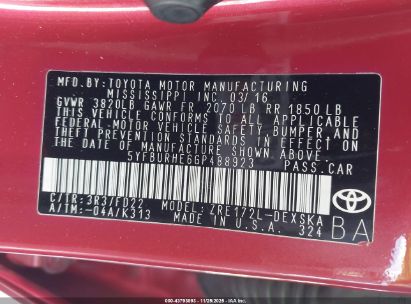 MFD. BY: TOYOTA MOTOR MANUFACTURING
MISSISSIPPI INC. 03/16
GVWR 3820LB GAWR FR 2070 LB RR 1850 LB
THIS VEHICLE CONFORMS TO ALL APPLICABLE
FEDERAL MOTOR VEHICLE SAFETY, BUMPER, AND
THEFT PREVENTION STANDARDS IN EFFECT ON
THE DATE OF MANUFACTURE SHOWN ABOVE.
5YFBURHE6GP488923 PASS.CAR
C/TR: 3R3/FD22 MODEL: ZRE172L-DEXSKA
A/TM: -04A/K313 MADE IN U.S.A. 324
TOYOTA
BA